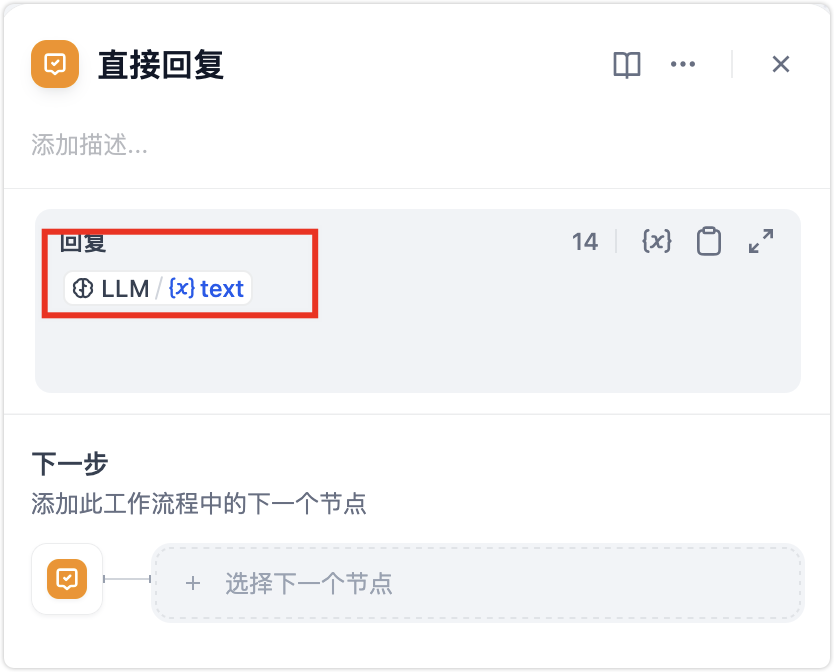 直接回复
添加描述...
回复
14 {x}
LLM / {x} text
下一步
添加此工作流程中的下一个节点
+ 选择下一个节点